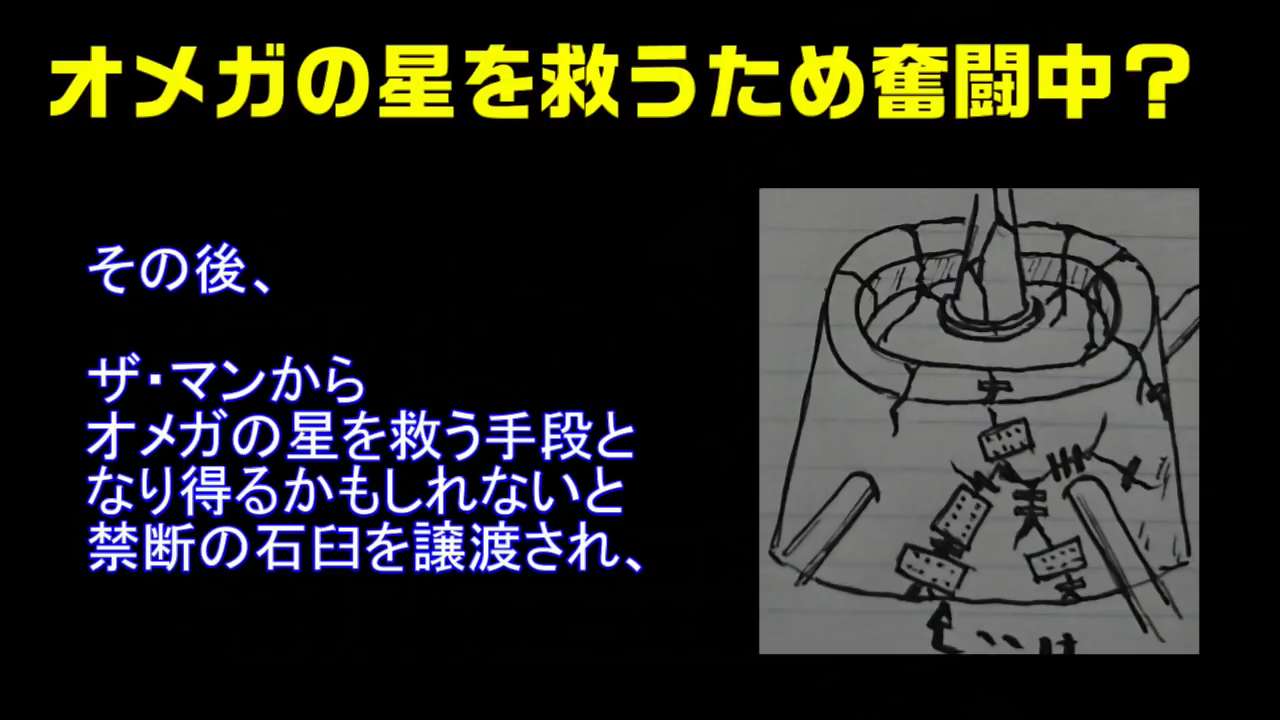 オメガの星を救うため奮闘中？
その後、
ザ・マンから
オメガの星を救う手段と
なり得るかもしれないと
禁断の石臼を譲渡され、